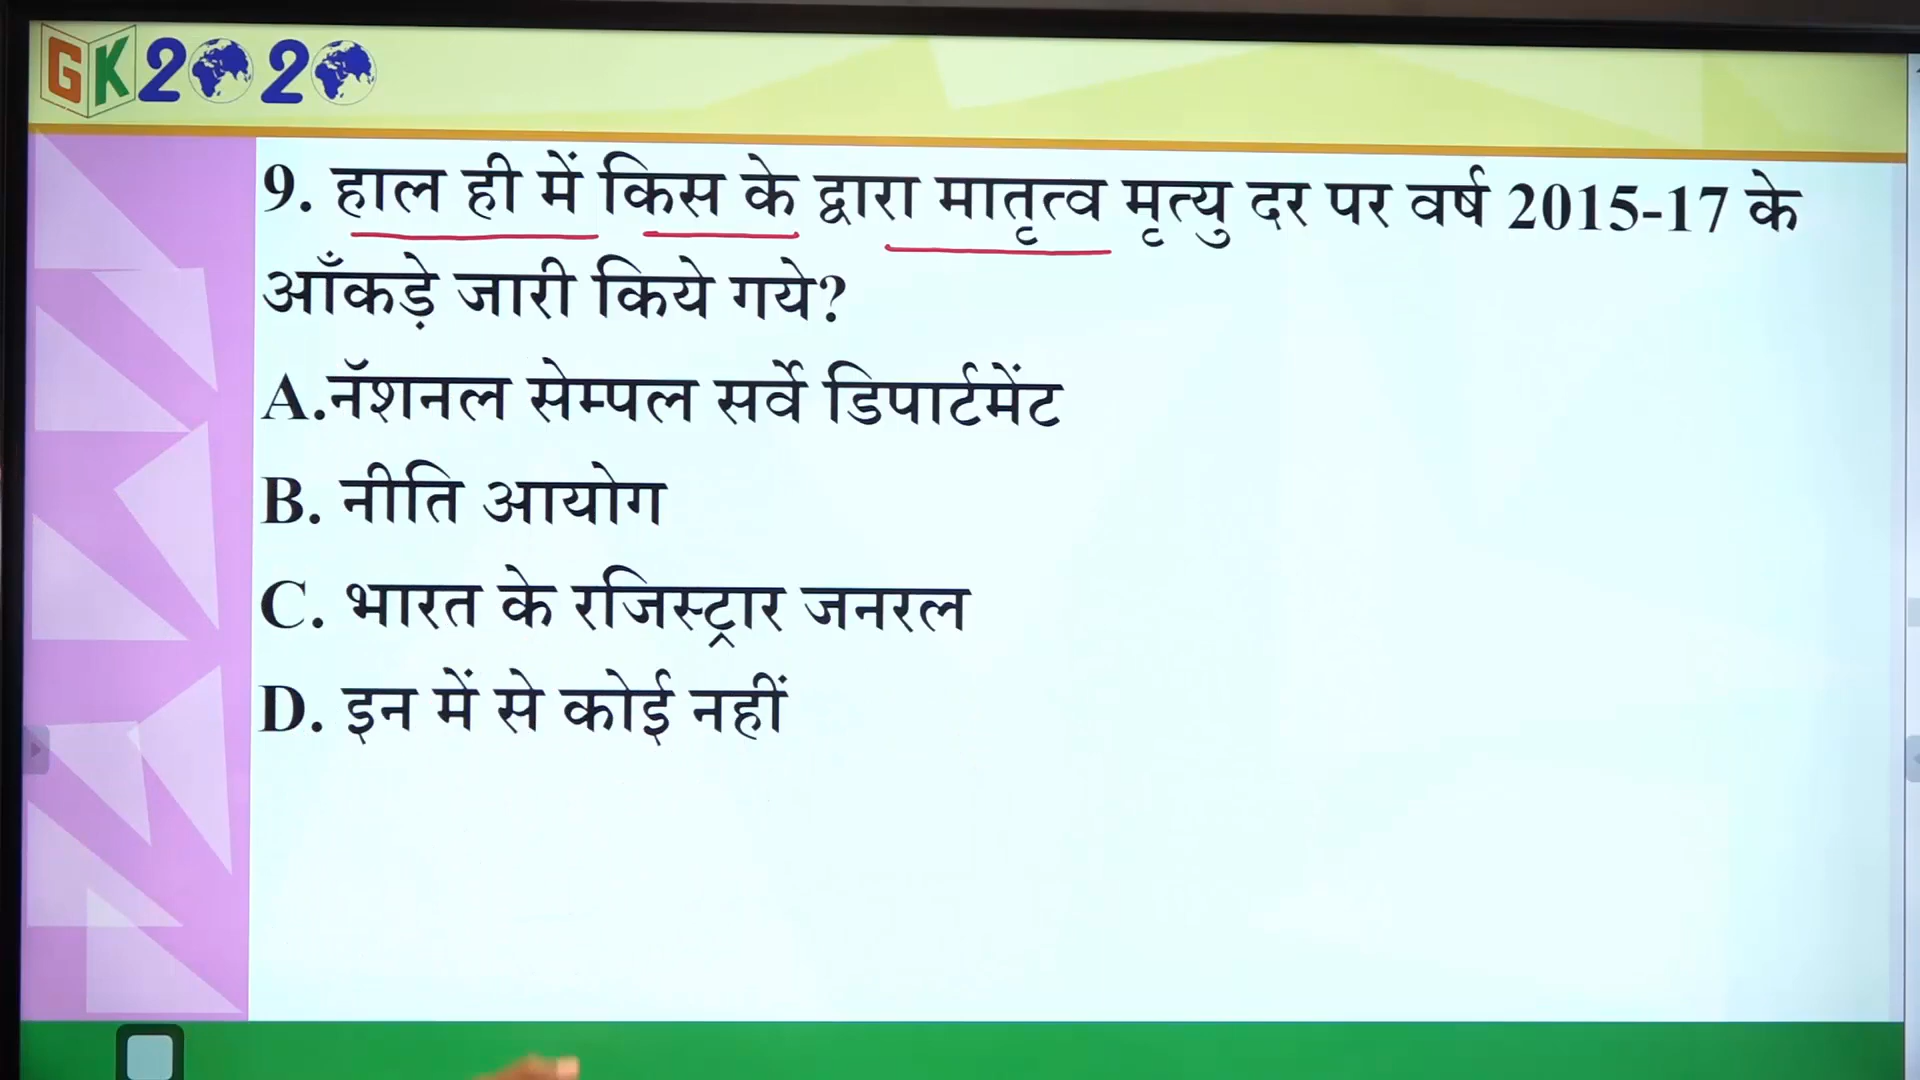 GK2020
9. हाल ही में किस के द्वारा मातृत्व मृत्यु दर पर वर्ष 2015-17 के
आँकड़े जारी किये गये?
A.नॅशनल सेम्पल सर्वे डिपार्टमेंट
B. नीति आयोग
C. भारत के रजिस्ट्रार जनरल
D. इन में से कोई नहीं